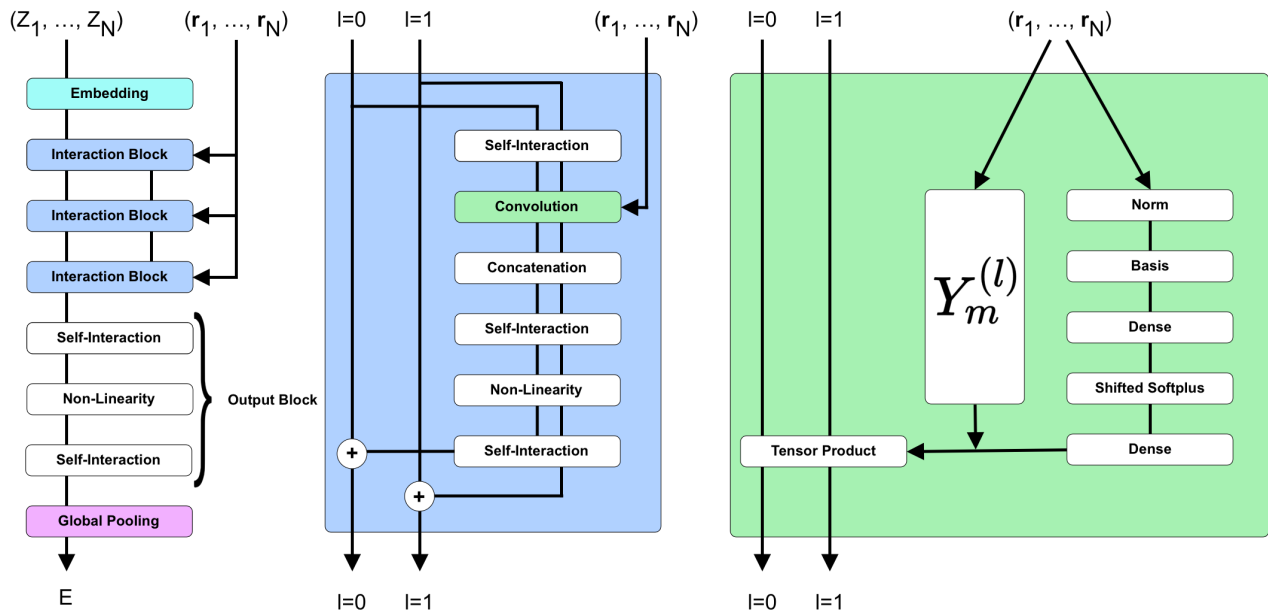 (Z1, ..., ZN)
(r1, ..., rN)
Embedding
Interaction Block
Interaction Block
Interaction Block
Self-Interaction
Non-Linearity
Self-Interaction
Output Block
Global Pooling
E
l=0
l=1
(r1, ..., rN)
Self-Interaction
Convolution
Concatenation
Self-Interaction
Non-Linearity
Self-Interaction
+
+
l=0
l=1
l=0
l=1
(r1, ..., rN)
Norm
Basis
Dense
Shifted Softplus
Dense
Y_m^(l)
Tensor Product
l=0
l=1